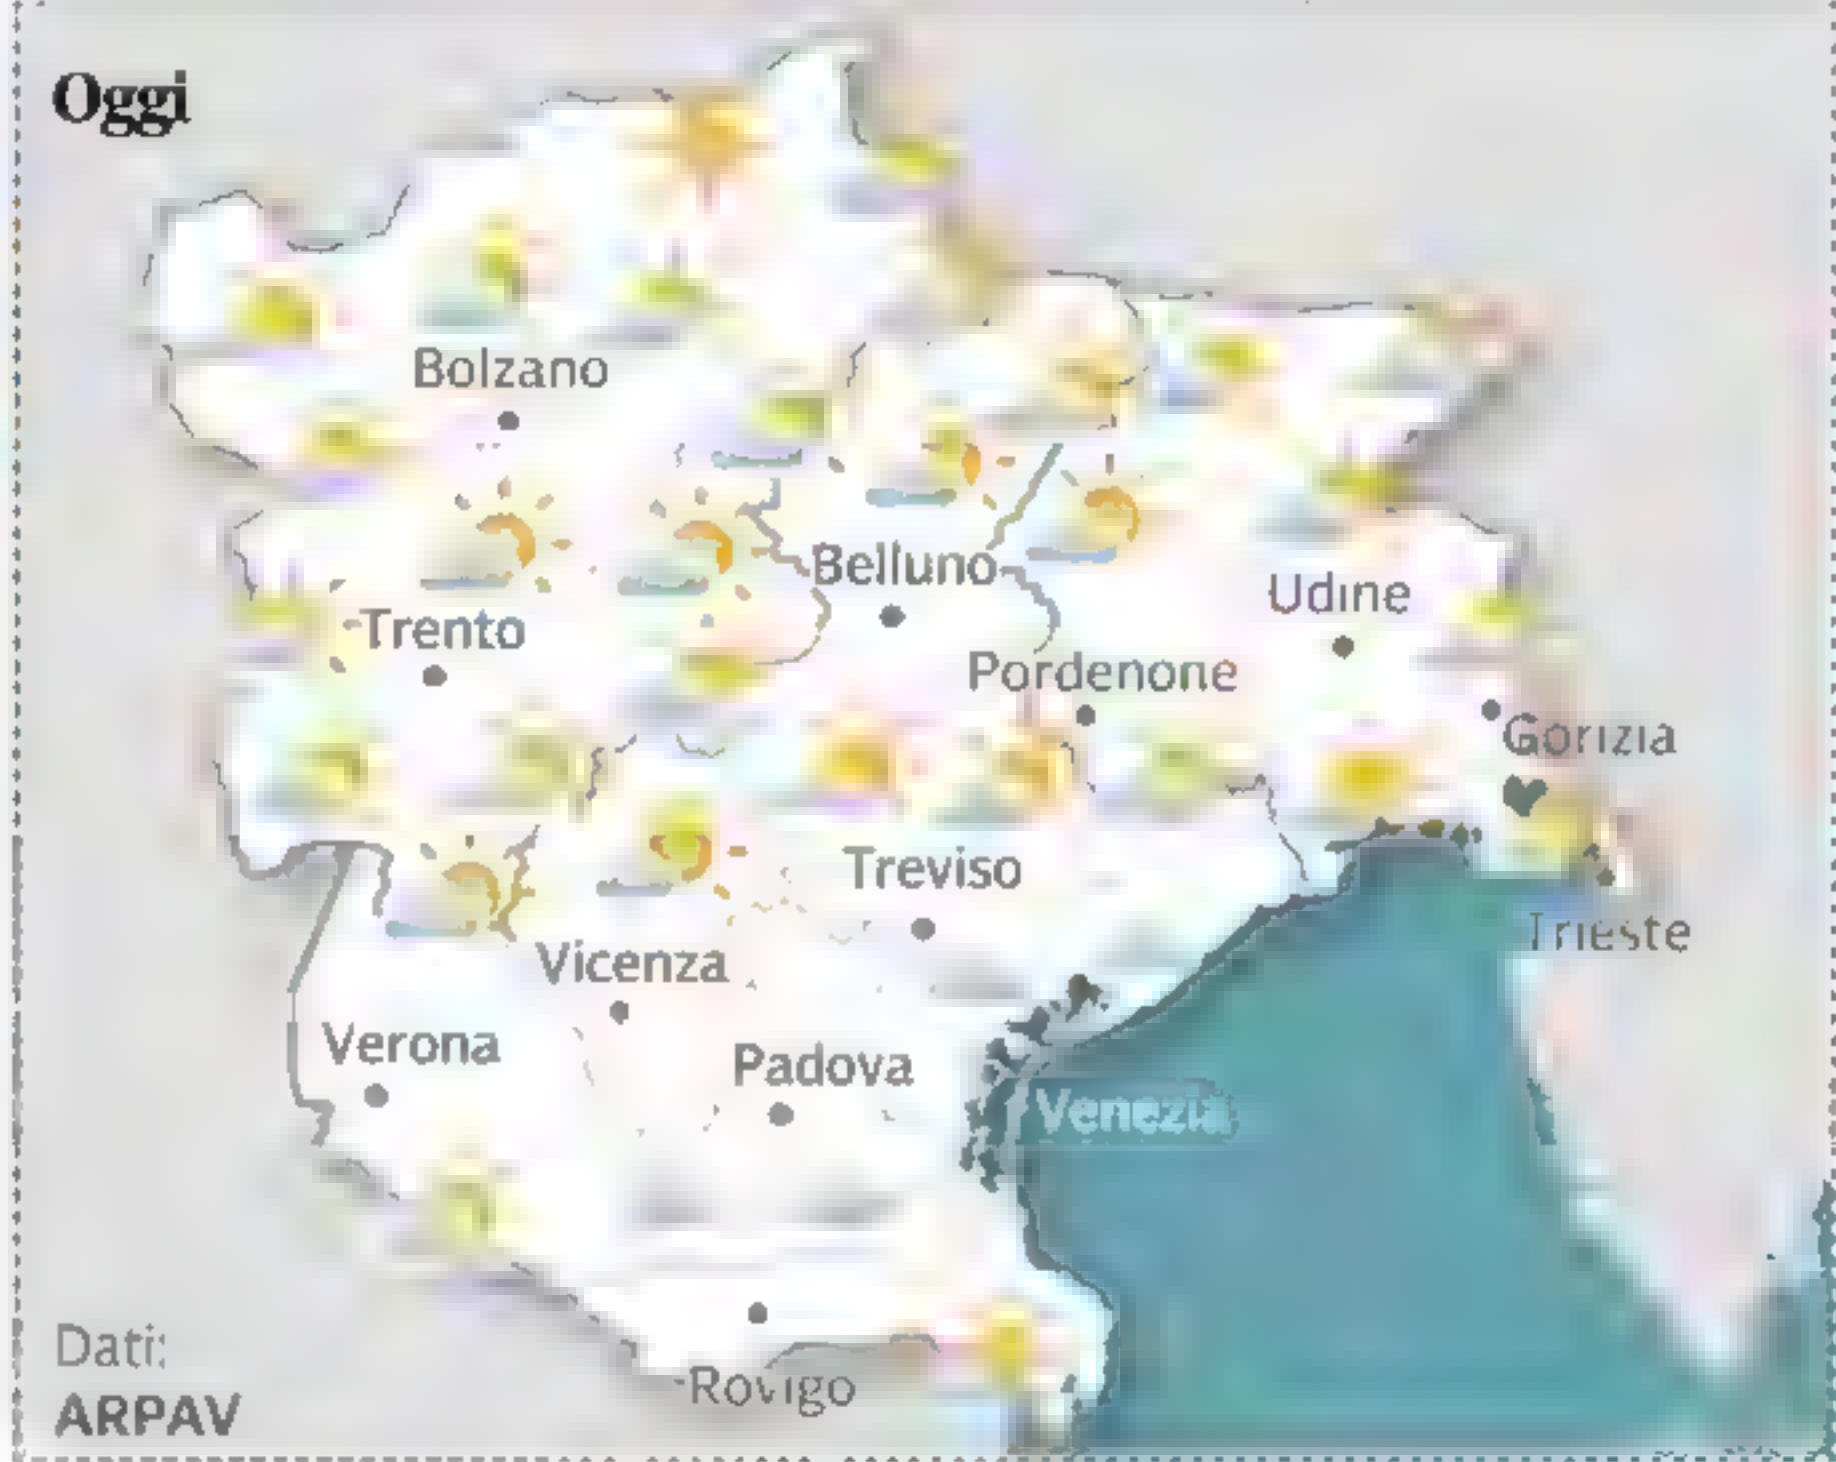 Oggi
Bolzano
Belluno
Trento
Udine
Pordenone
Gorizia
Treviso
Trieste
Vicenza
Verona
Padova
Venezia
Rovigo
Dati:
ARPAV